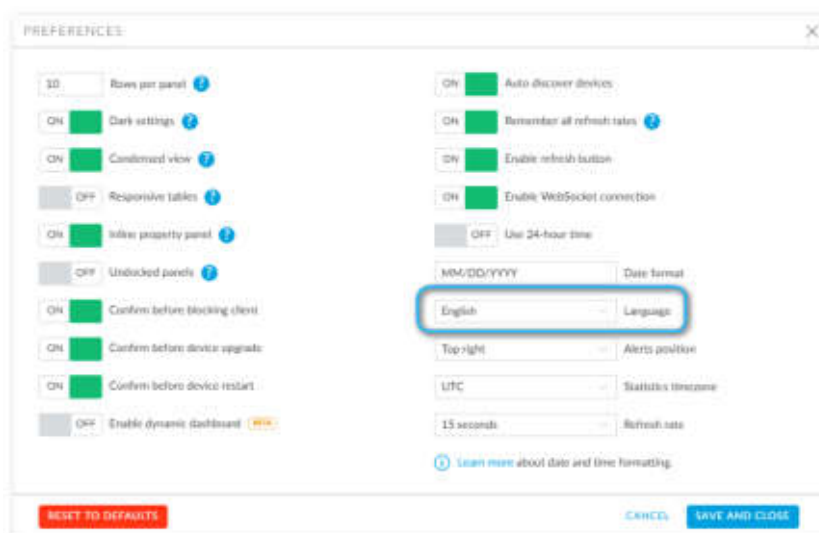 PREFERENCES
10 Rows per panel ?
ON Dark settings ?
ON Condensed view ?
OFF Responsive tables ?
ON Inline property panel ?
OFF Undocked panels ?
ON Confirm before blocking client
ON Confirm before device upgrade
ON Confirm before device restart
OFF Enable dynamic dashboard BETA
ON Auto discover devices
ON Remember all refresh rates ?
ON Enable refresh button
ON Enable WebSocket connection
OFF Use 24-hour time
MM/DD/YYYY Date format
English Language
Top right Alerts position
UTC Statistics timezone
15 seconds Refresh rate
i Learn more about date and time formatting.
RESET TO DEFAULTS
CANCEL
SAVE AND CLOSE